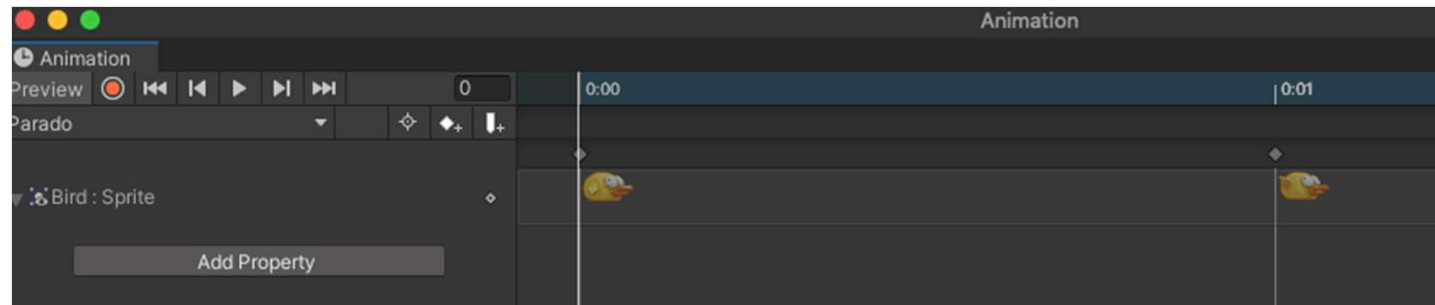 Animation
Animation
Preview 0 0:00 0:01
Parado
Bird : Sprite
Add Property